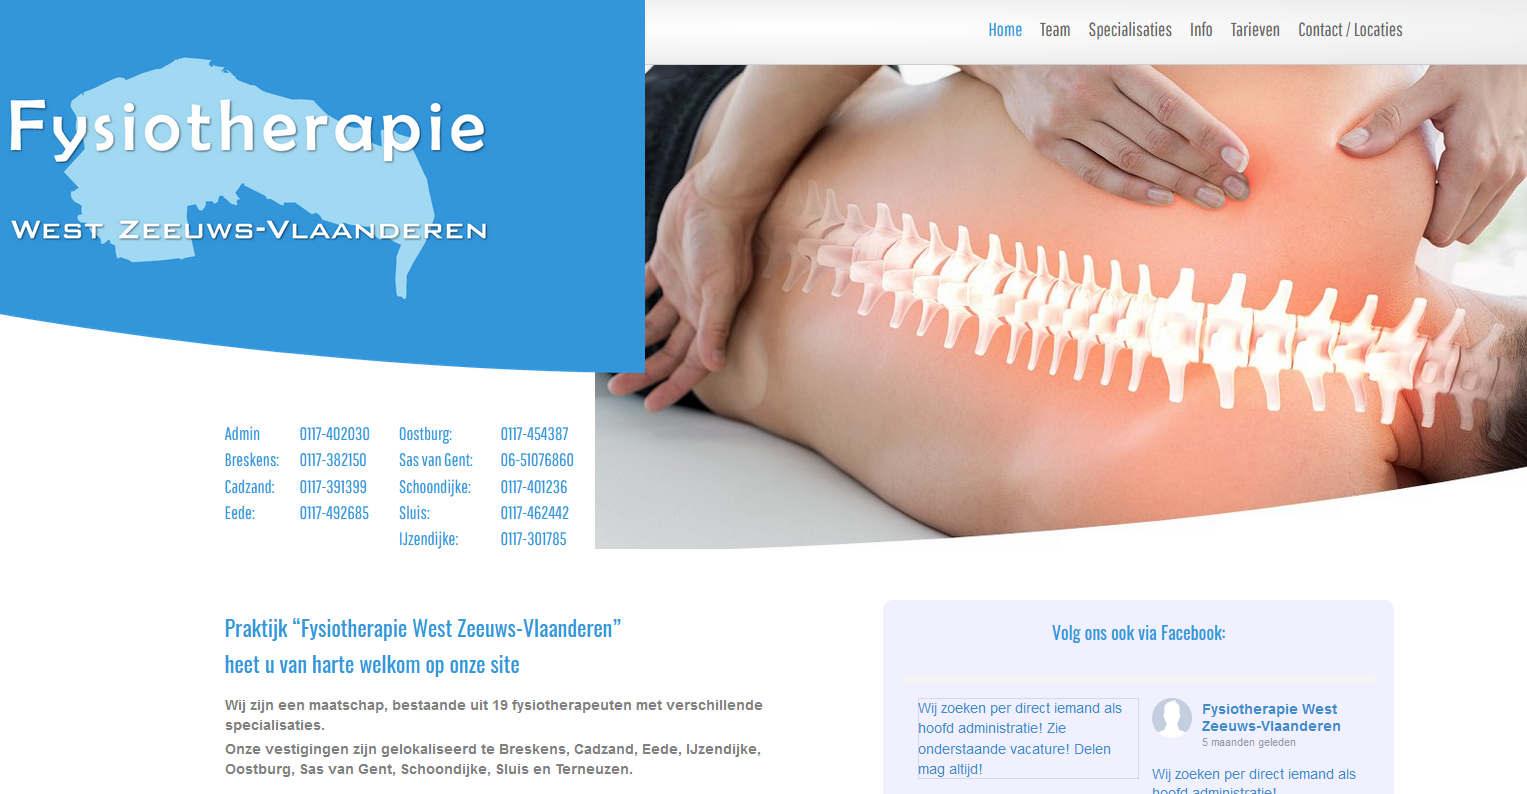 Home Team Specialisaties Info Tarieven Contact / Locaties
Fysiotherapie
West Zeeuws-Vlaanderen
Admin 0117-402030 Oostburg: 0117-454387
Breskens: 0117-382150 Sas van Gent: 06-51076860
Cadzand: 0117-391399 Schoondijke: 0117-401236
Eede: 0117-492685 Sluis: 0117-462442
IJzendijke: 0117-301785
Praktijk “Fysiotherapie West Zeeuws-Vlaanderen”
heet u van harte welkom op onze site
Wij zijn een maatschap, bestaande uit 19 fysiotherapeuten met verschillende
specialisaties.
Onze vestigingen zijn gelokaliseerd te Breskens, Cadzand, Eede, IJzendijke,
Oostburg, Sas van Gent, Schoondijke, Sluis en Terneuzen.
Volg ons ook via Facebook:
Wij zoeken per direct iemand als
hoofd administratie! Zie
onderstaande vacature! Delen
mag altijd!
Fysiotherapie West
Zeeuws-Vlaanderen
5 maanden geleden
Wij zoeken per direct iemand als
hoofd administratie!